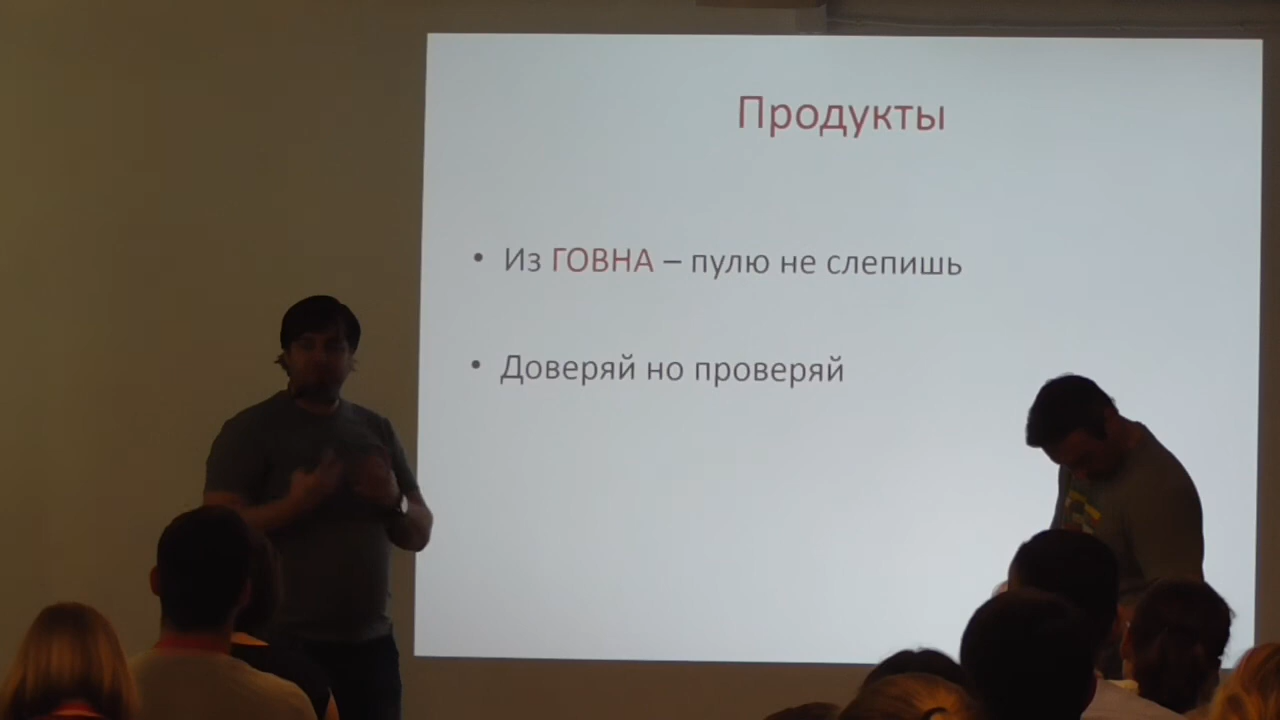 Продукты
• Из ГОВНА – пулю не слепишь
• Доверяй но проверяй